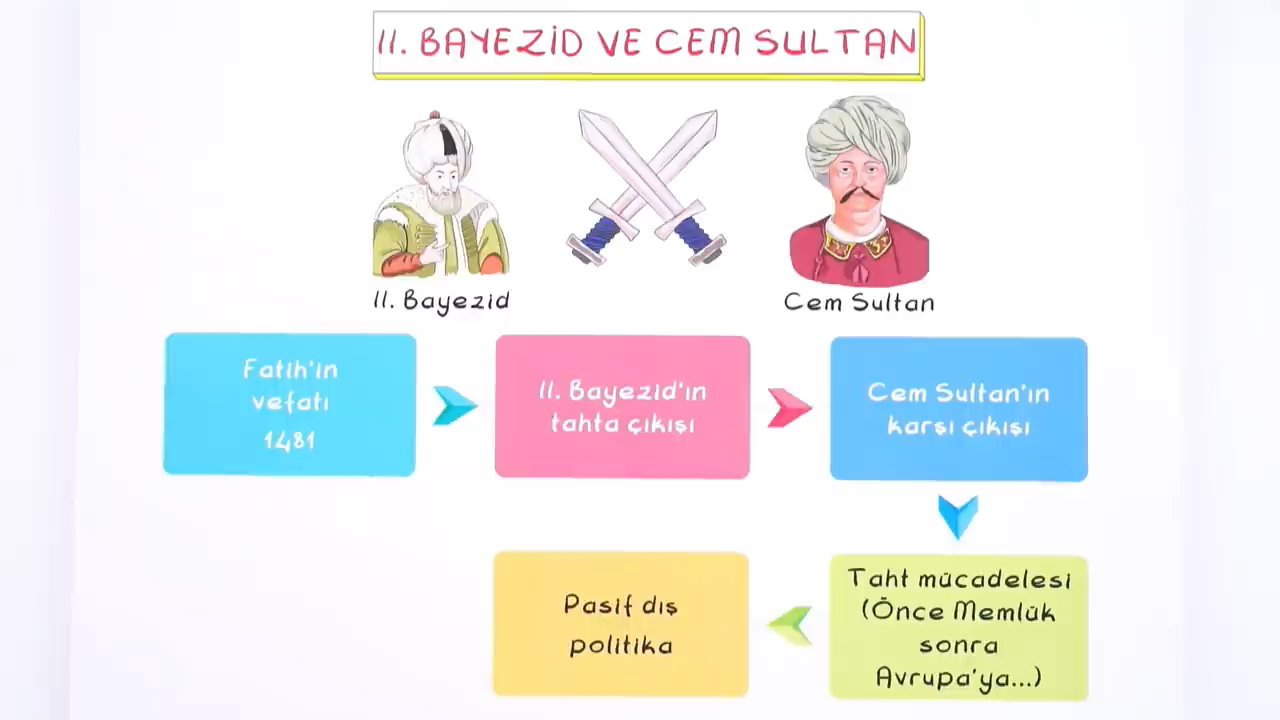 II. BAYEZİD VE CEM SULTAN
II. Bayezid
Cem Sultan
Fatih'in
vefatı
1481
II. Bayezid'ın
tahta çıkışı
Cem Sultan'ın
karşı çıkışı
Taht mücadelesi
(Önce Memlük
sonra
Avrupa'ya...)
Pasif dış
politika